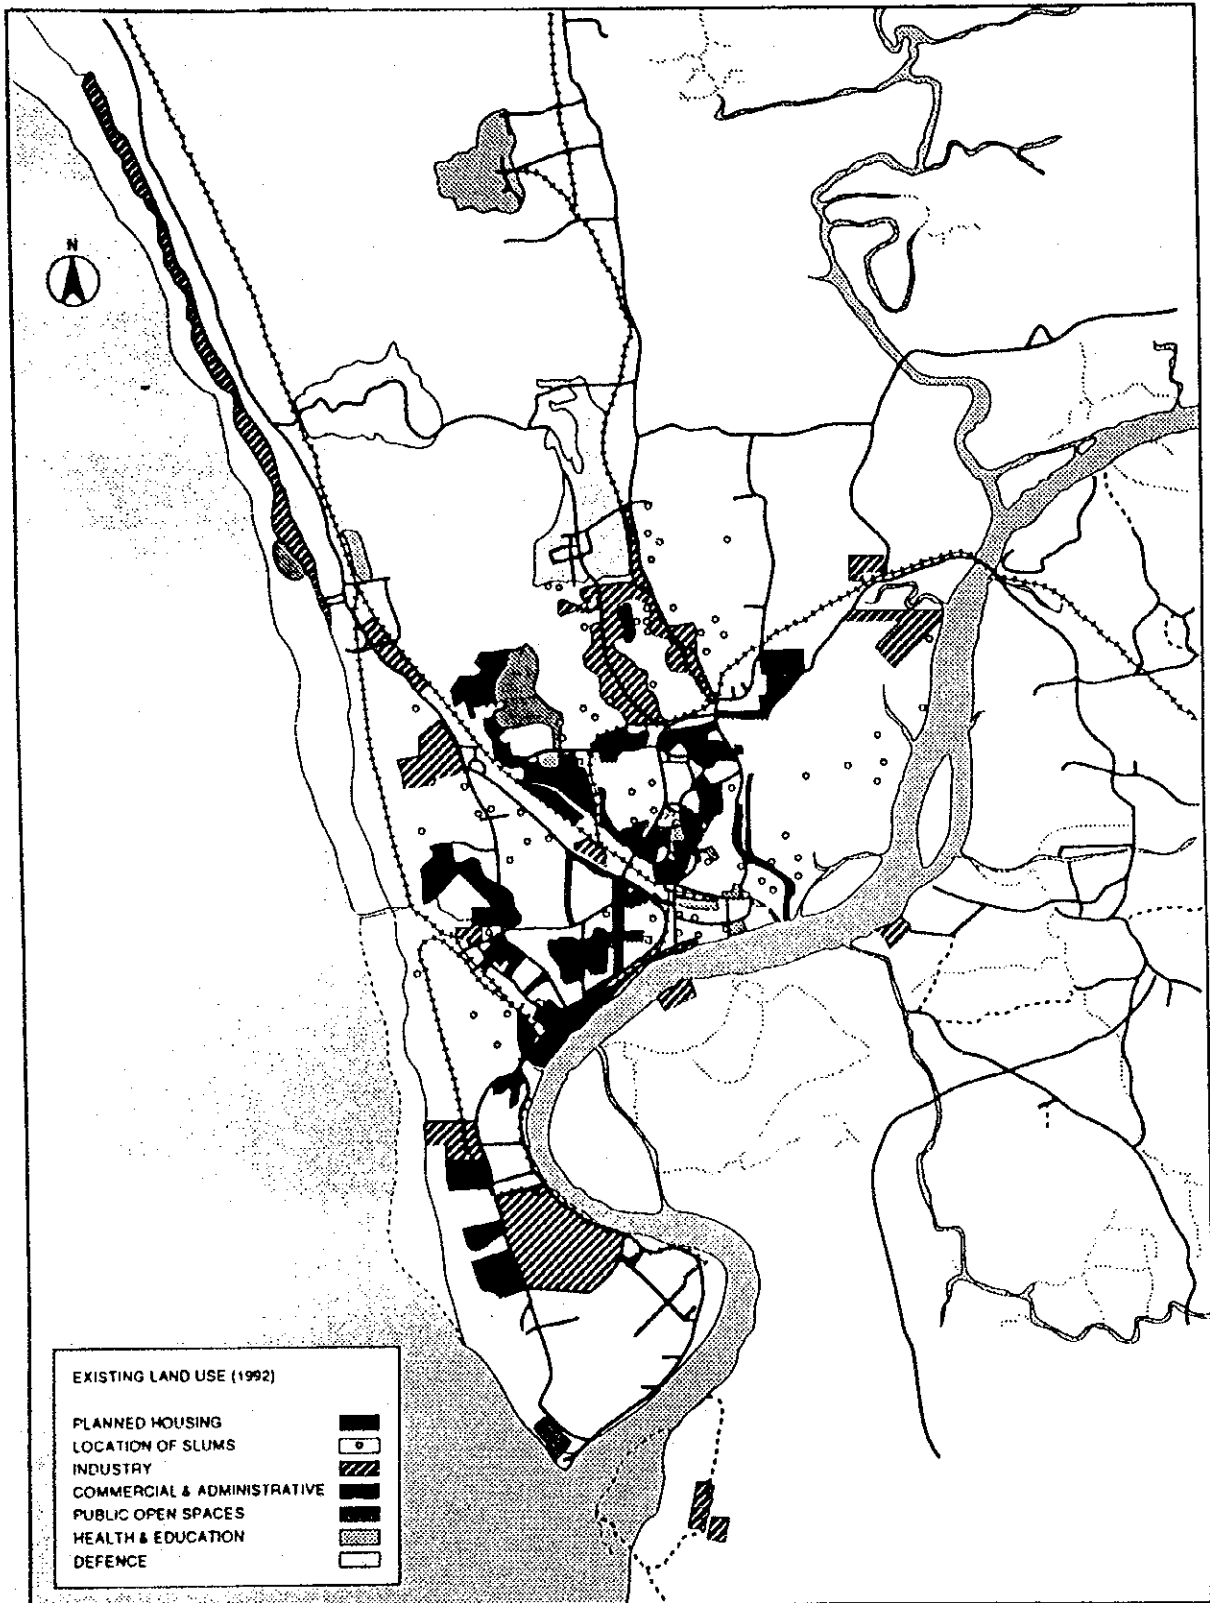 N
EXISTING LAND USE (1992)
PLANNED HOUSING
LOCATION OF SLUMS
INDUSTRY
COMMERCIAL & ADMINISTRATIVE
PUBLIC OPEN SPACES
HEALTH & EDUCATION
DEFENCE